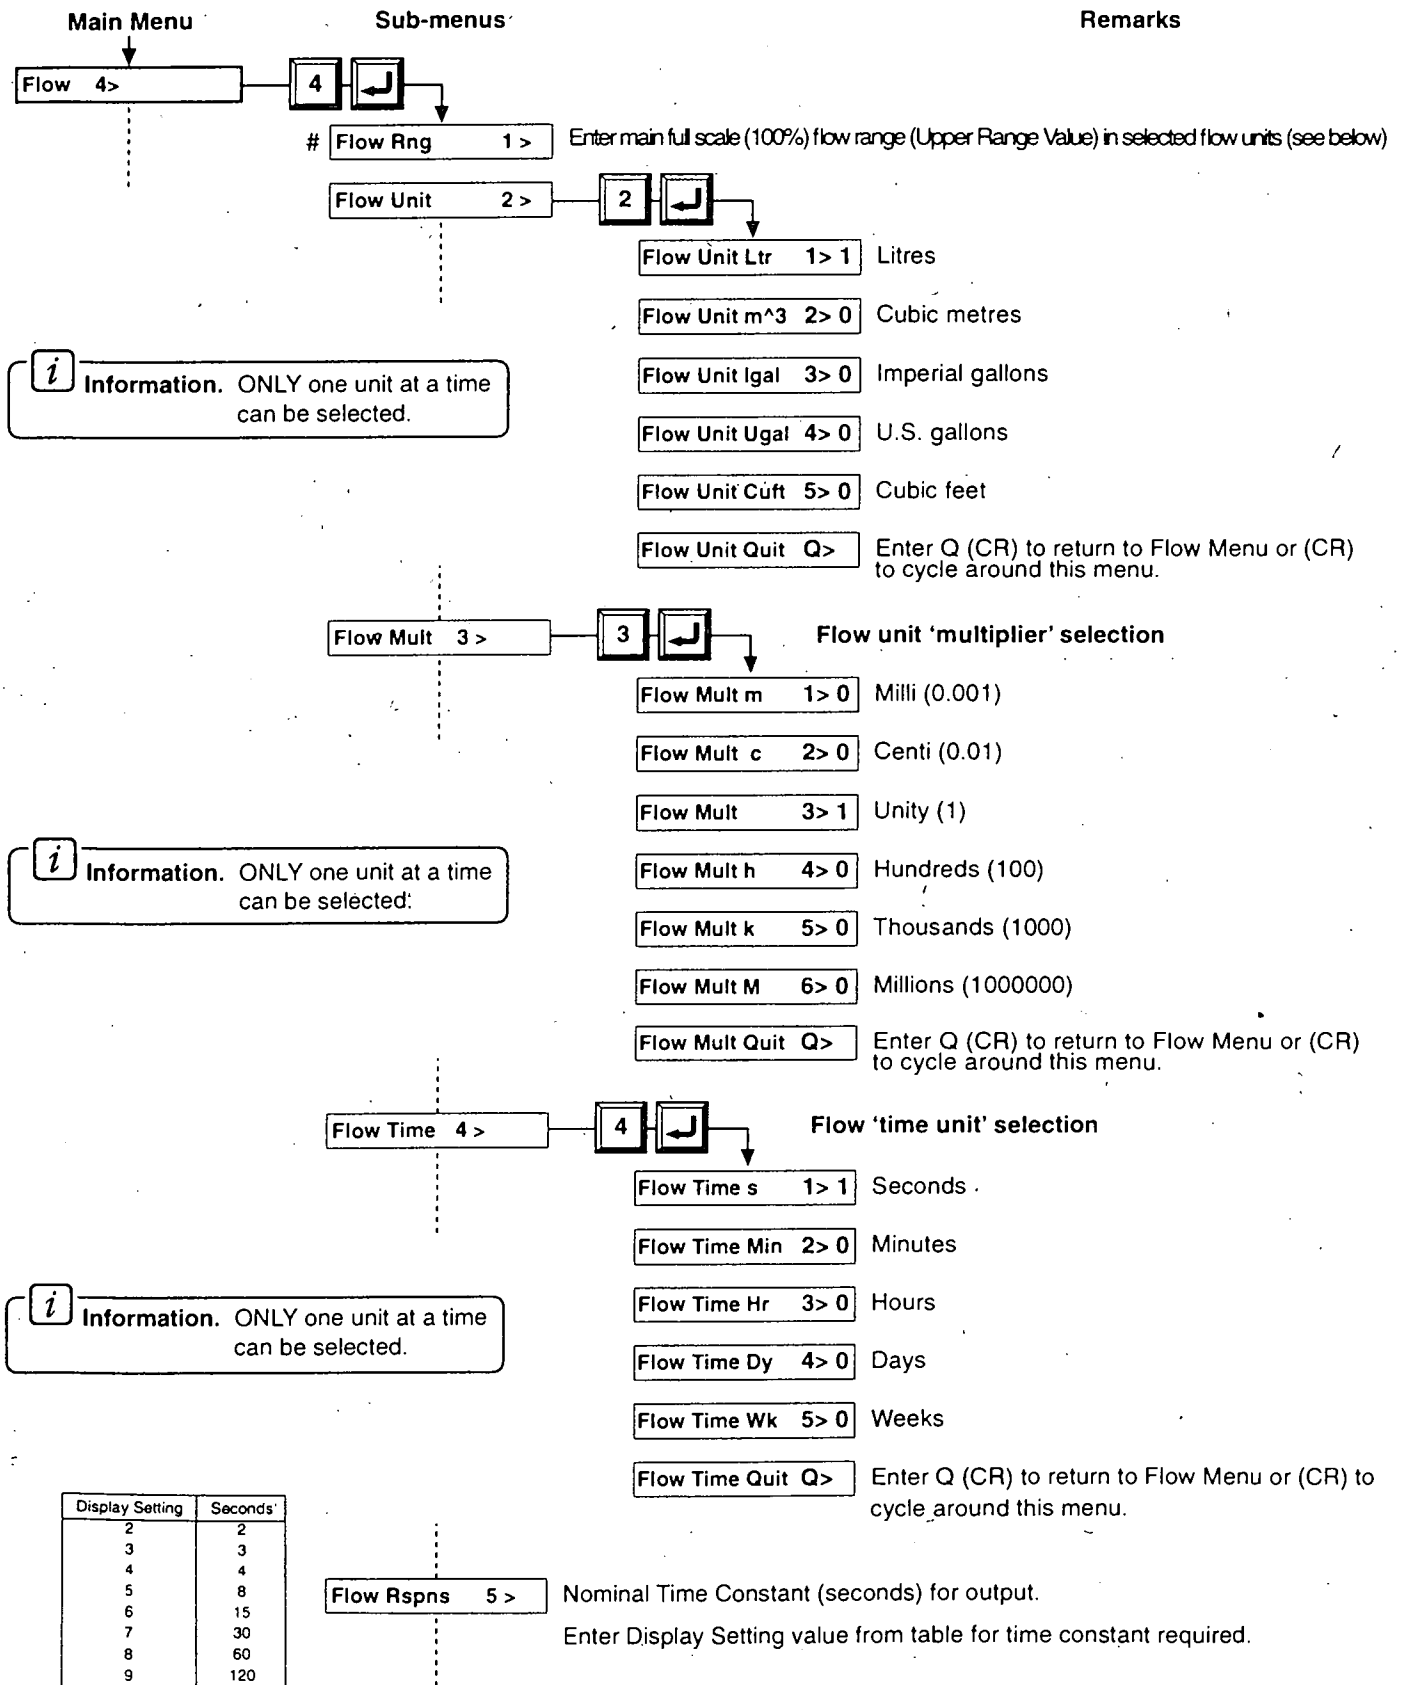 Main Menu Sub-menus Remarks
Flow 4> 4
# Flow Rng 1 > Enter main full scale (100%) flow range (Upper Range Value) in selected flow units (see below)
Flow Unit 2 > 2
Flow Unit Ltr 1> 1 Litres
Flow Unit m^3 2> 0 Cubic metres
i Information. ONLY one unit at a time
can be selected.
Flow Unit Igal 3> 0 Imperial gallons
Flow Unit Ugal 4> 0 U.S. gallons
Flow Unit Cuft 5> 0 Cubic feet
Flow Unit Quit Q> Enter Q (CR) to return to Flow Menu or (CR)
to cycle around this menu.
Flow Mult 3 > 3 Flow unit ‘multiplier’ selection
Flow Mult m 1> 0 Milli (0.001)
Flow Mult c 2> 0 Centi (0.01)
Flow Mult 3> 1 Unity (1)
i Information. ONLY one unit at a time
can be selected.
Flow Mult h 4> 0 Hundreds (100)
Flow Mult k 5> 0 Thousands (1000)
Flow Mult M 6> 0 Millions (1000000)
Flow Mult Quit Q> Enter Q (CR) to return to Flow Menu or (CR)
to cycle around this menu.
Flow Time 4 > 4 Flow ‘time unit’ selection
Flow Time s 1> 1 Seconds
Flow Time Min 2> 0 Minutes
i Information. ONLY one unit at a time
can be selected.
Flow Time Hr 3> 0 Hours
Flow Time Dy 4> 0 Days
Flow Time Wk 5> 0 Weeks
Flow Time Quit Q> Enter Q (CR) to return to Flow Menu or (CR) to
cycle around this menu.
Display Setting Seconds
2 2
3 3
4 4
5 8
6 15
7 30
8 60
9 120
Flow Rspns 5 > Nominal Time Constant (seconds) for output.
Enter Display Setting value from table for time constant required.